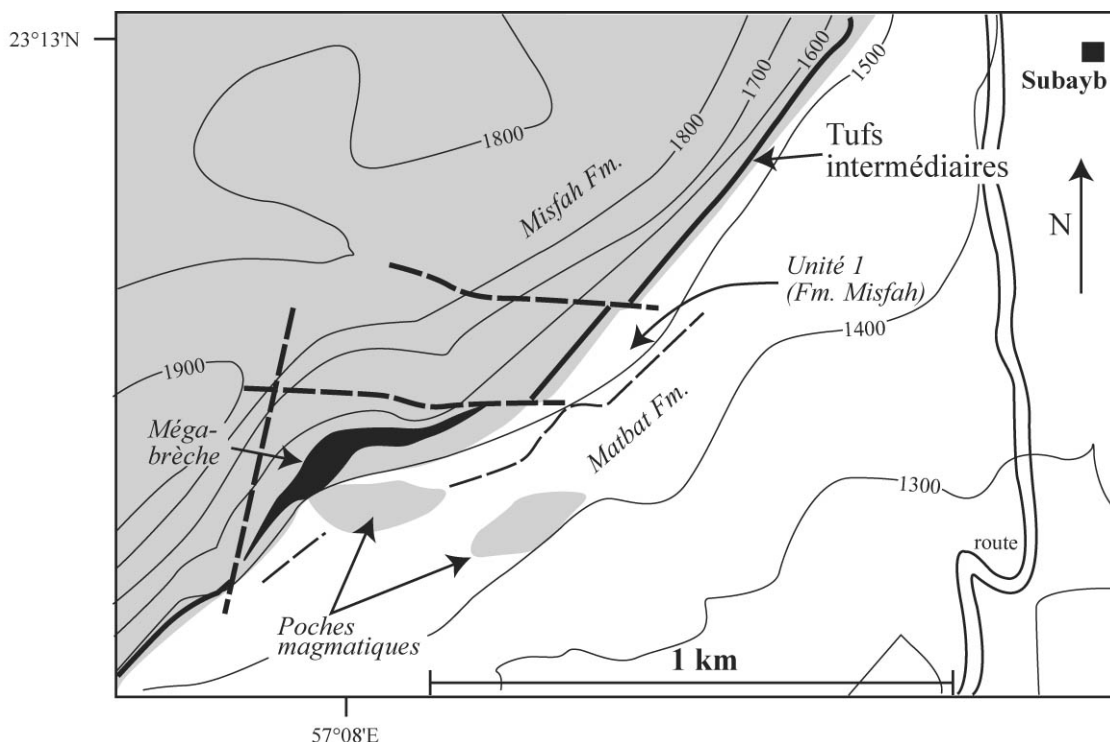 23°13'N
1800
1800
1700
1600
1500
Subayb
Tufs
intermédiaires
N
Misfah Fm.
Unité 1
(Fm. Misfah)
1400
1900
Matbat Fm.
Méga-
brèche
1300
route
Poches
magmatiques
1 km
57°08'E